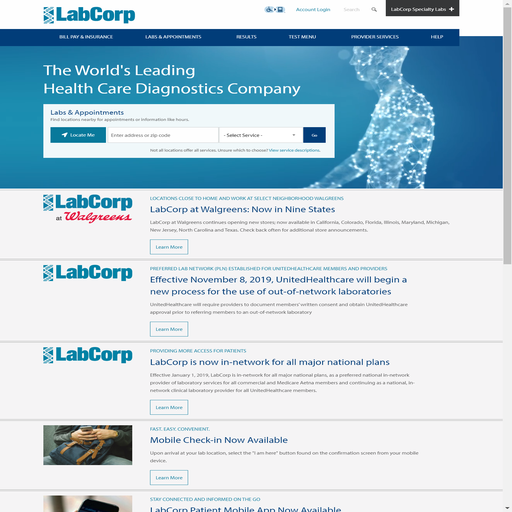 LabCorp
Account Login
Search
LabCorp Specialty Labs +
BILL PAY & INSURANCE LABS & APPOINTMENTS RESULTS TEST MENU PROVIDER SERVICES HELP
The World's Leading
Health Care Diagnostics Company
Labs & Appointments
Find locations nearby for appointments or information like hours.
Locate Me
Enter address or zip code
- Select Service -
Go
Not all locations offer all services. Unsure which to choose? View service descriptions.
LabCorp
at Walgreens
LOCATIONS CLOSE TO HOME AND WORK AT SELECT NEIGHBORHOOD WALGREENS
LabCorp at Walgreens: Now in Nine States
LabCorp at Walgreens continues opening new stores; now available in California, Colorado, Florida, Illinois, Maryland, Michigan,
New Jersey, North Carolina and Texas. Check back often for additional store announcements.
Learn More
LabCorp
PREFERRED LAB NETWORK (PLN) ESTABLISHED FOR UNITEDHEALTHCARE MEMBERS AND PROVIDERS
Effective November 8, 2019, UnitedHealthcare will begin a
new process for the use of out-of-network laboratories
UnitedHealthcare will require providers to document members' written consent and obtain UnitedHealthcare
approval prior to referring members to an out-of-network laboratory
Learn More
LabCorp
PROVIDING MORE ACCESS FOR PATIENTS
LabCorp is now in-network for all major national plans
Effective January 1, 2019, LabCorp is in-network for all major national plans, as a preferred national in-network
provider of laboratory services for all commercial and Medicare Aetna members and continuing as a national, in-
network clinical laboratory provider for all UnitedHealthcare members.
Learn More
FAST. EASY. CONVENIENT.
Mobile Check-in Now Available
Upon arrival at your lab location, select the "I am here" button found on the confirmation screen from your mobile
device.
Learn More
STAY CONNECTED AND INFORMED ON THE GO
LabCorp Patient Mobile App Now Available